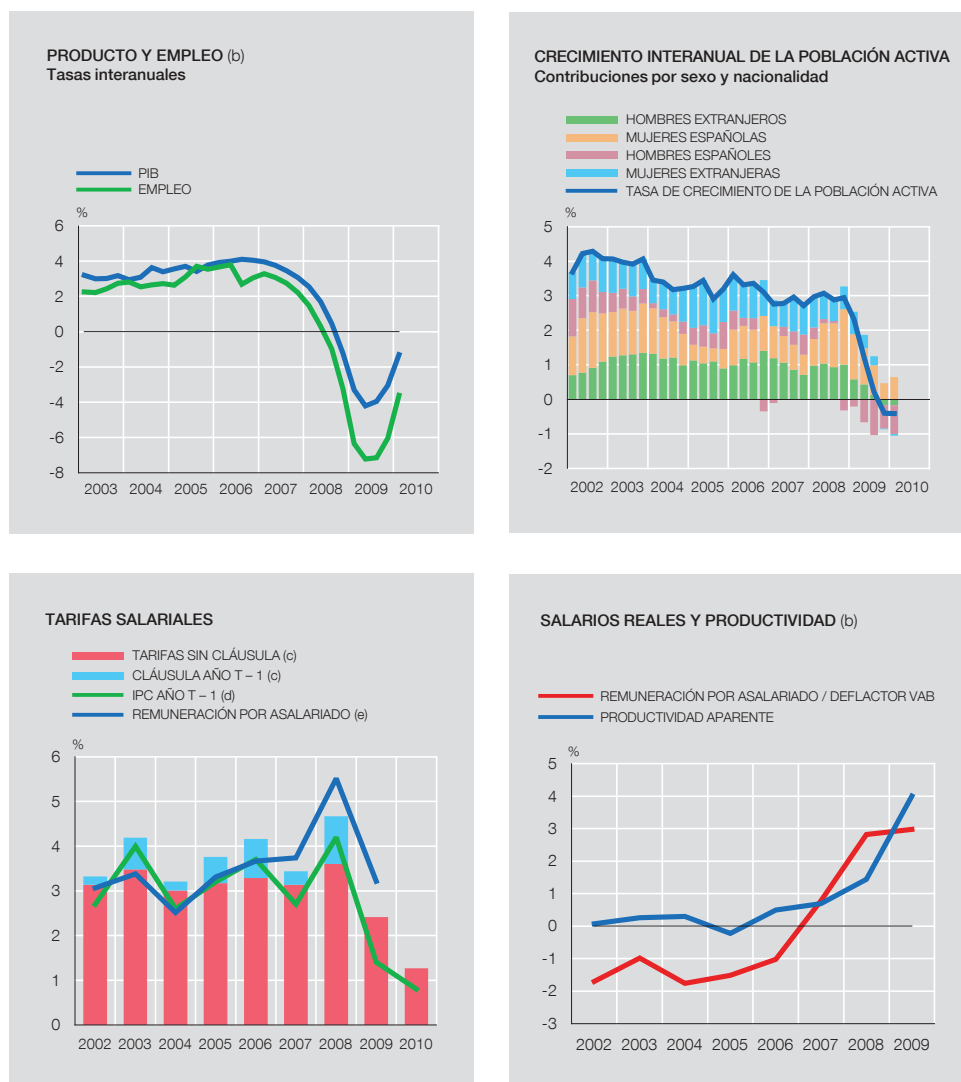 PRODUCTO Y EMPLEO (b)
Tasas interanuales
PIB
EMPLEO
%
6
4
2
0
-2
-4
-6
-8
2003 2004 2005 2006 2007 2008 2009 2010
CRECIMIENTO INTERANUAL DE LA POBLACIÓN ACTIVA
Contribuciones por sexo y nacionalidad
HOMBRES EXTRANJEROS
MUJERES ESPAÑOLAS
HOMBRES ESPAÑOLES
MUJERES EXTRANJERAS
TASA DE CRECIMIENTO DE LA POBLACIÓN ACTIVA
%
5
4
3
2
1
0
-1
-2
2002 2003 2004 2005 2006 2007 2008 2009 2010
TARIFAS SALARIALES
TARIFAS SIN CLÁUSULA (c)
CLÁUSULA AÑO T – 1 (c)
IPC AÑO T – 1 (d)
REMUNERACIÓN POR ASALARIADO (e)
%
6
5
4
3
2
1
0
2002 2003 2004 2005 2006 2007 2008 2009 2010
SALARIOS REALES Y PRODUCTIVIDAD (b)
REMUNERACIÓN POR ASALARIADO / DEFLACTOR VAB
PRODUCTIVIDAD APARENTE
%
5
4
3
2
1
0
-1
-2
-3
2002 2003 2004 2005 2006 2007 2008 2009